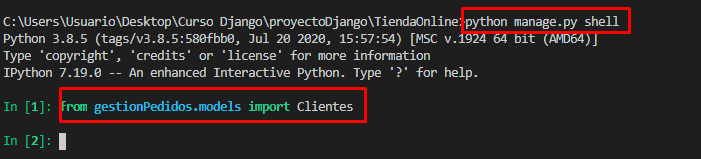 C:\Users\Usuario\Desktop\Curso Django\proyectoDjango\TiendaOnline>python manage.py shell
Python 3.8.5 (tags/v3.8.5:580fbb0, Jul 20 2020, 15:57:54) [MSC v.1924 64 bit (AMD64)]
Type 'copyright', 'credits' or 'license' for more information
IPython 7.19.0 -- An enhanced Interactive Python. Type '?' for help.
In [1]: from gestionPedidos.models import Clientes
In [2]: